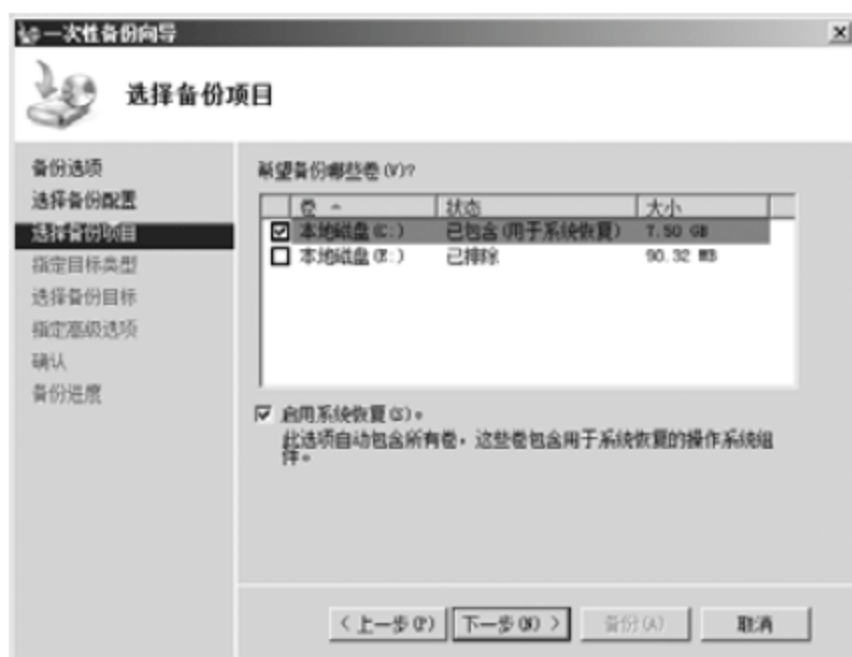 一次性备份向导
选择备份项目
备份选项
选择备份配置
选择备份项目
指定目标类型
选择备份目标
指定高级选项
确认
备份进度
希望备份哪些卷(V)?
卷 状态 大小
本地磁盘(C:) 已包含(用于系统恢复) 7.50 GB
本地磁盘(E:) 已排除 90.32 MB
启用系统恢复(S)。
此选项自动包含所有卷，这些卷包含用于系统恢复的操作系统组
件。
< 上一步(P) 下一步(N) > 备份(A) 取消